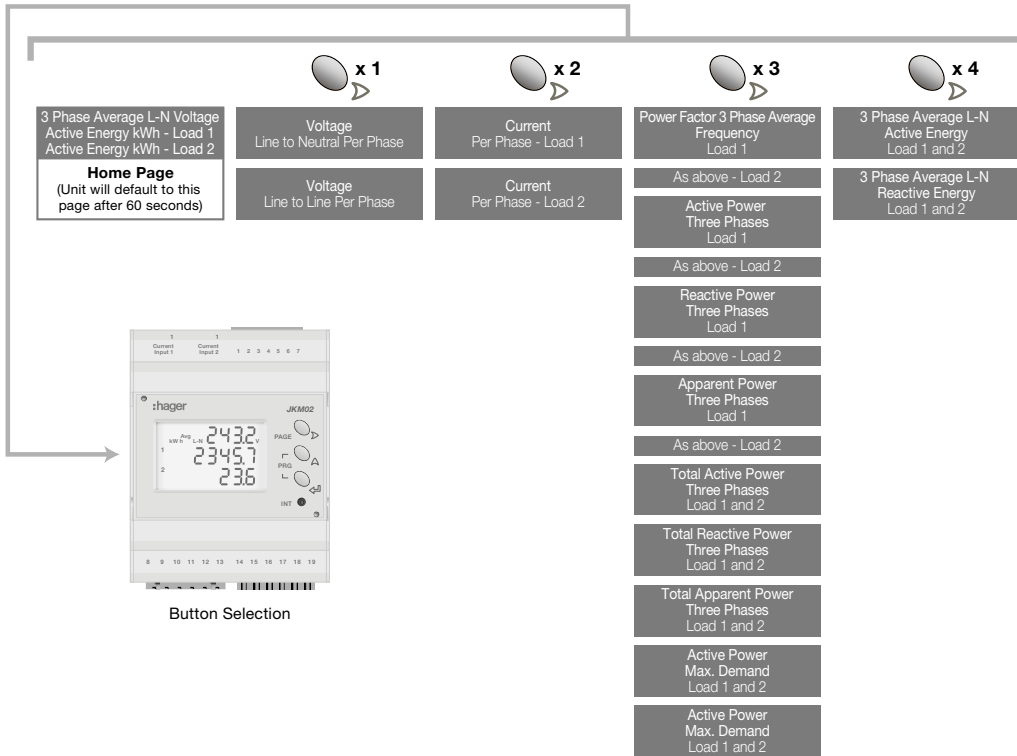 x 1
x 2
x 3
x 4
3 Phase Average L-N Voltage
Active Energy kWh - Load 1
Active Energy kWh - Load 2
Home Page
(Unit will default to this
page after 60 seconds)
Voltage
Line to Neutral Per Phase
Voltage
Line to Line Per Phase
Current
Per Phase - Load 1
Current
Per Phase - Load 2
Power Factor 3 Phase Average
Frequency
Load 1
As above - Load 2
Active Power
Three Phases
Load 1
As above - Load 2
Reactive Power
Three Phases
Load 1
As above - Load 2
Apparent Power
Three Phases
Load 1
As above - Load 2
Total Active Power
Three Phases
Load 1 and 2
Total Reactive Power
Three Phases
Load 1 and 2
Total Apparent Power
Three Phases
Load 1 and 2
Active Power
Max. Demand
Load 1 and 2
Active Power
Max. Demand
Load 1 and 2
3 Phase Average L-N
Active Energy
Load 1 and 2
3 Phase Average L-N
Reactive Energy
Load 1 and 2
1 1
Current Current
Input 1 Input 2 1 2 3 4 5 6 7
:hager JKM02
Avg
kW h L-N 243.2 V
1 2345.7
2 23.6
PAGE
PRG
INT
8 9 10 11 12 13 14 15 16 17 18 19
Button Selection